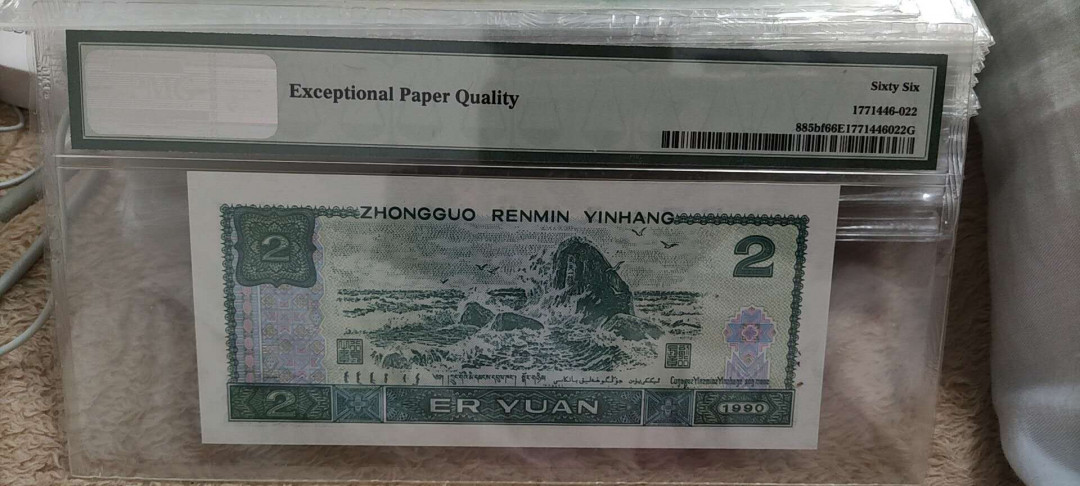 Exceptional Paper Quality
Sixty Six
1771446-022
885bf66E1771446022G
ZHONGGUO RENMIN YINHANG
2
2
2
ER YUAN
1990